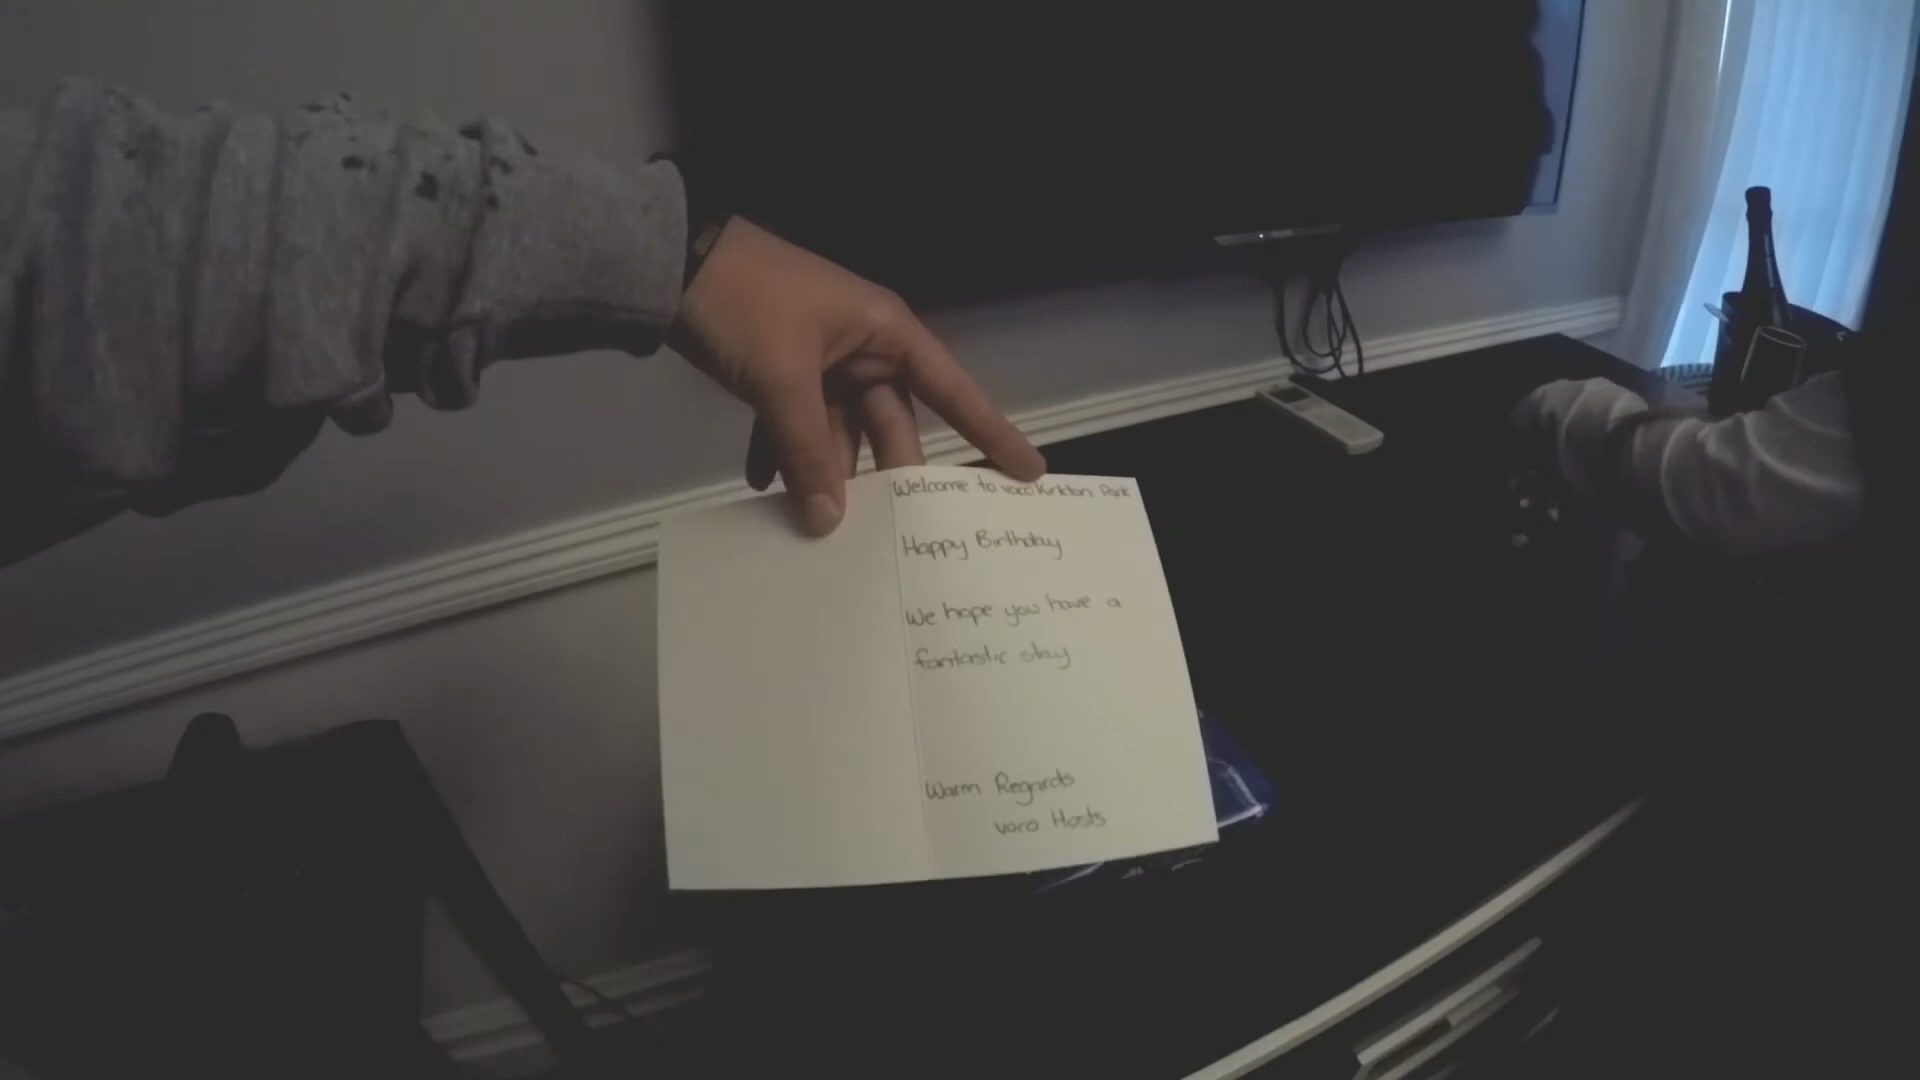 Welcome to voco Kirkton Park
Happy Birthday
We hope you have a
fantastic stay
Warm Regards
voco Hosts